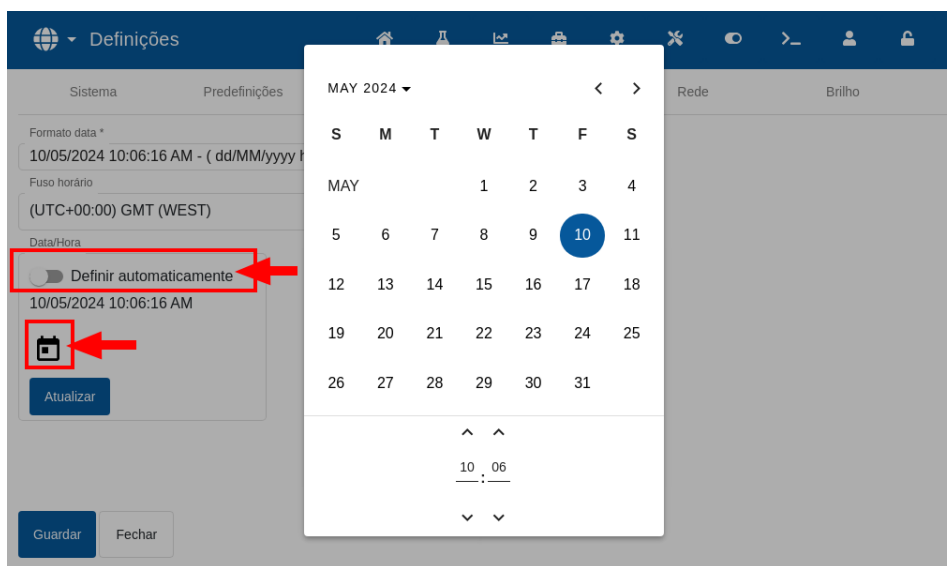 Definições
Sistema
Predefinições
Rede
Brilho
Formato data *
10/05/2024 10:06:16 AM - ( dd/MM/yyyy h
Fuso horário
(UTC+00:00) GMT (WEST)
Data/Hora
Definir automaticamente
10/05/2024 10:06:16 AM
Atualizar
Guardar
Fechar
MAY 2024
S M T W T F S
MAY 1 2 3 4
5 6 7 8 9 10 11
12 13 14 15 16 17 18
19 20 21 22 23 24 25
26 27 28 29 30 31
10 : 06